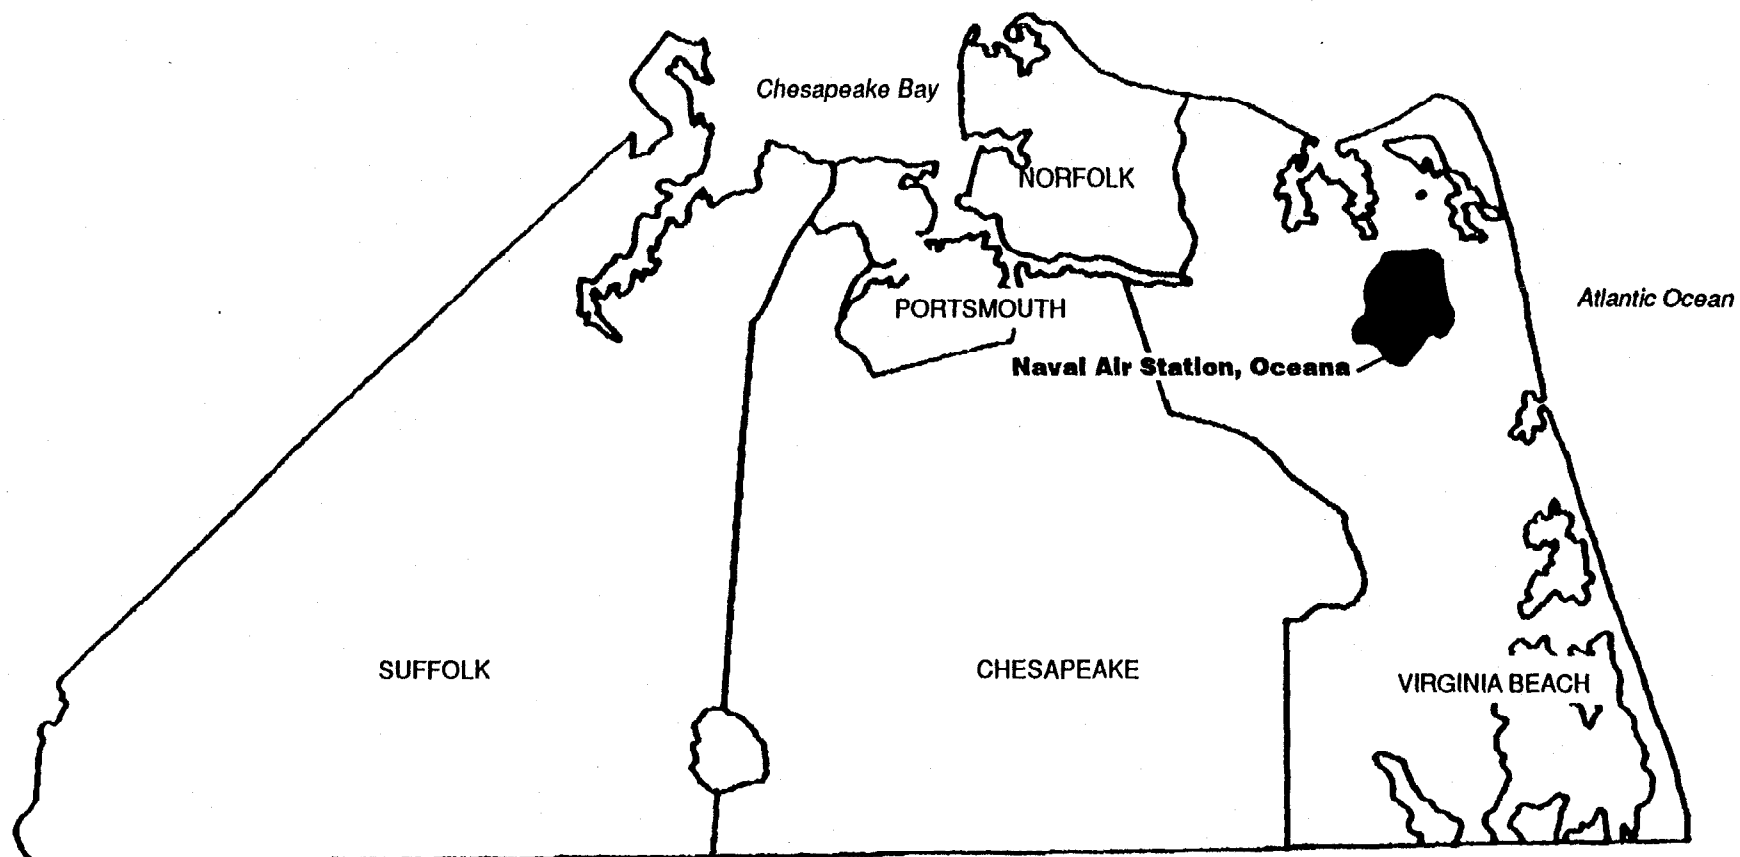 Chesapeake Bay
NORFOLK
Atlantic Ocean
PORTSMOUTH
Naval Air Station, Oceana
SUFFOLK
CHESAPEAKE
VIRGINIA BEACH